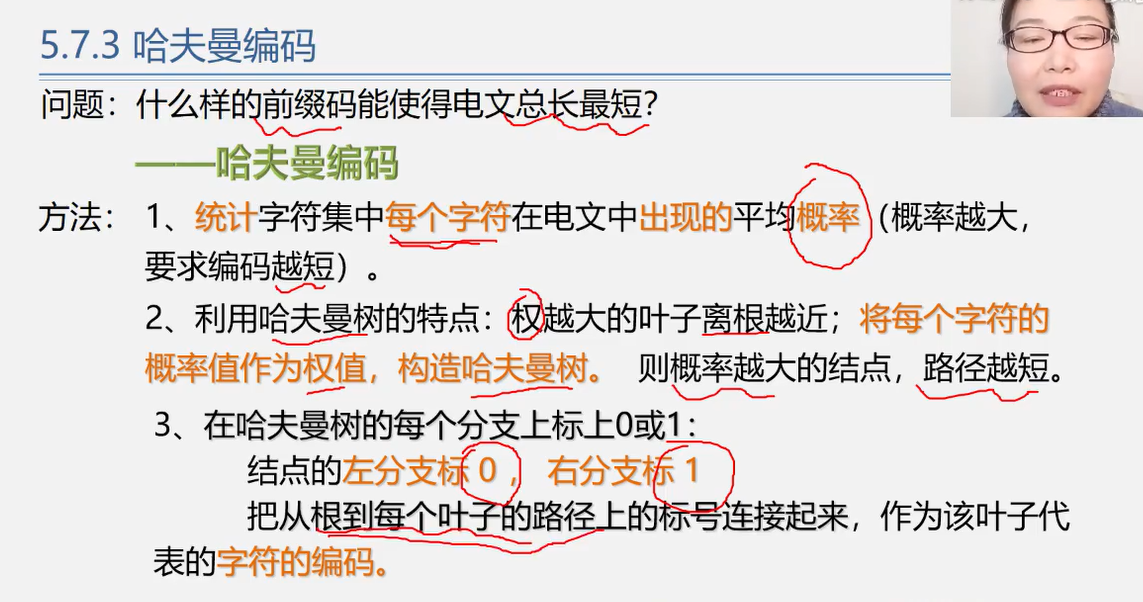 5.7.3 哈夫曼编码
问题：什么样的前缀码能使得电文总长最短？
——哈夫曼编码
方法：1、统计字符集中每个字符在电文中出现的平均概率（概率越大，
要求编码越短）。
2、利用哈夫曼树的特点：权越大的叶子离根越近；将每个字符的
概率值作为权值，构造哈夫曼树。则概率越大的结点，路径越短。
3、在哈夫曼树的每个分支上标上0或1：
结点的左分支标 0 ， 右分支标 1
把从根到每个叶子的路径上的标号连接起来，作为该叶子代
表的字符的编码。